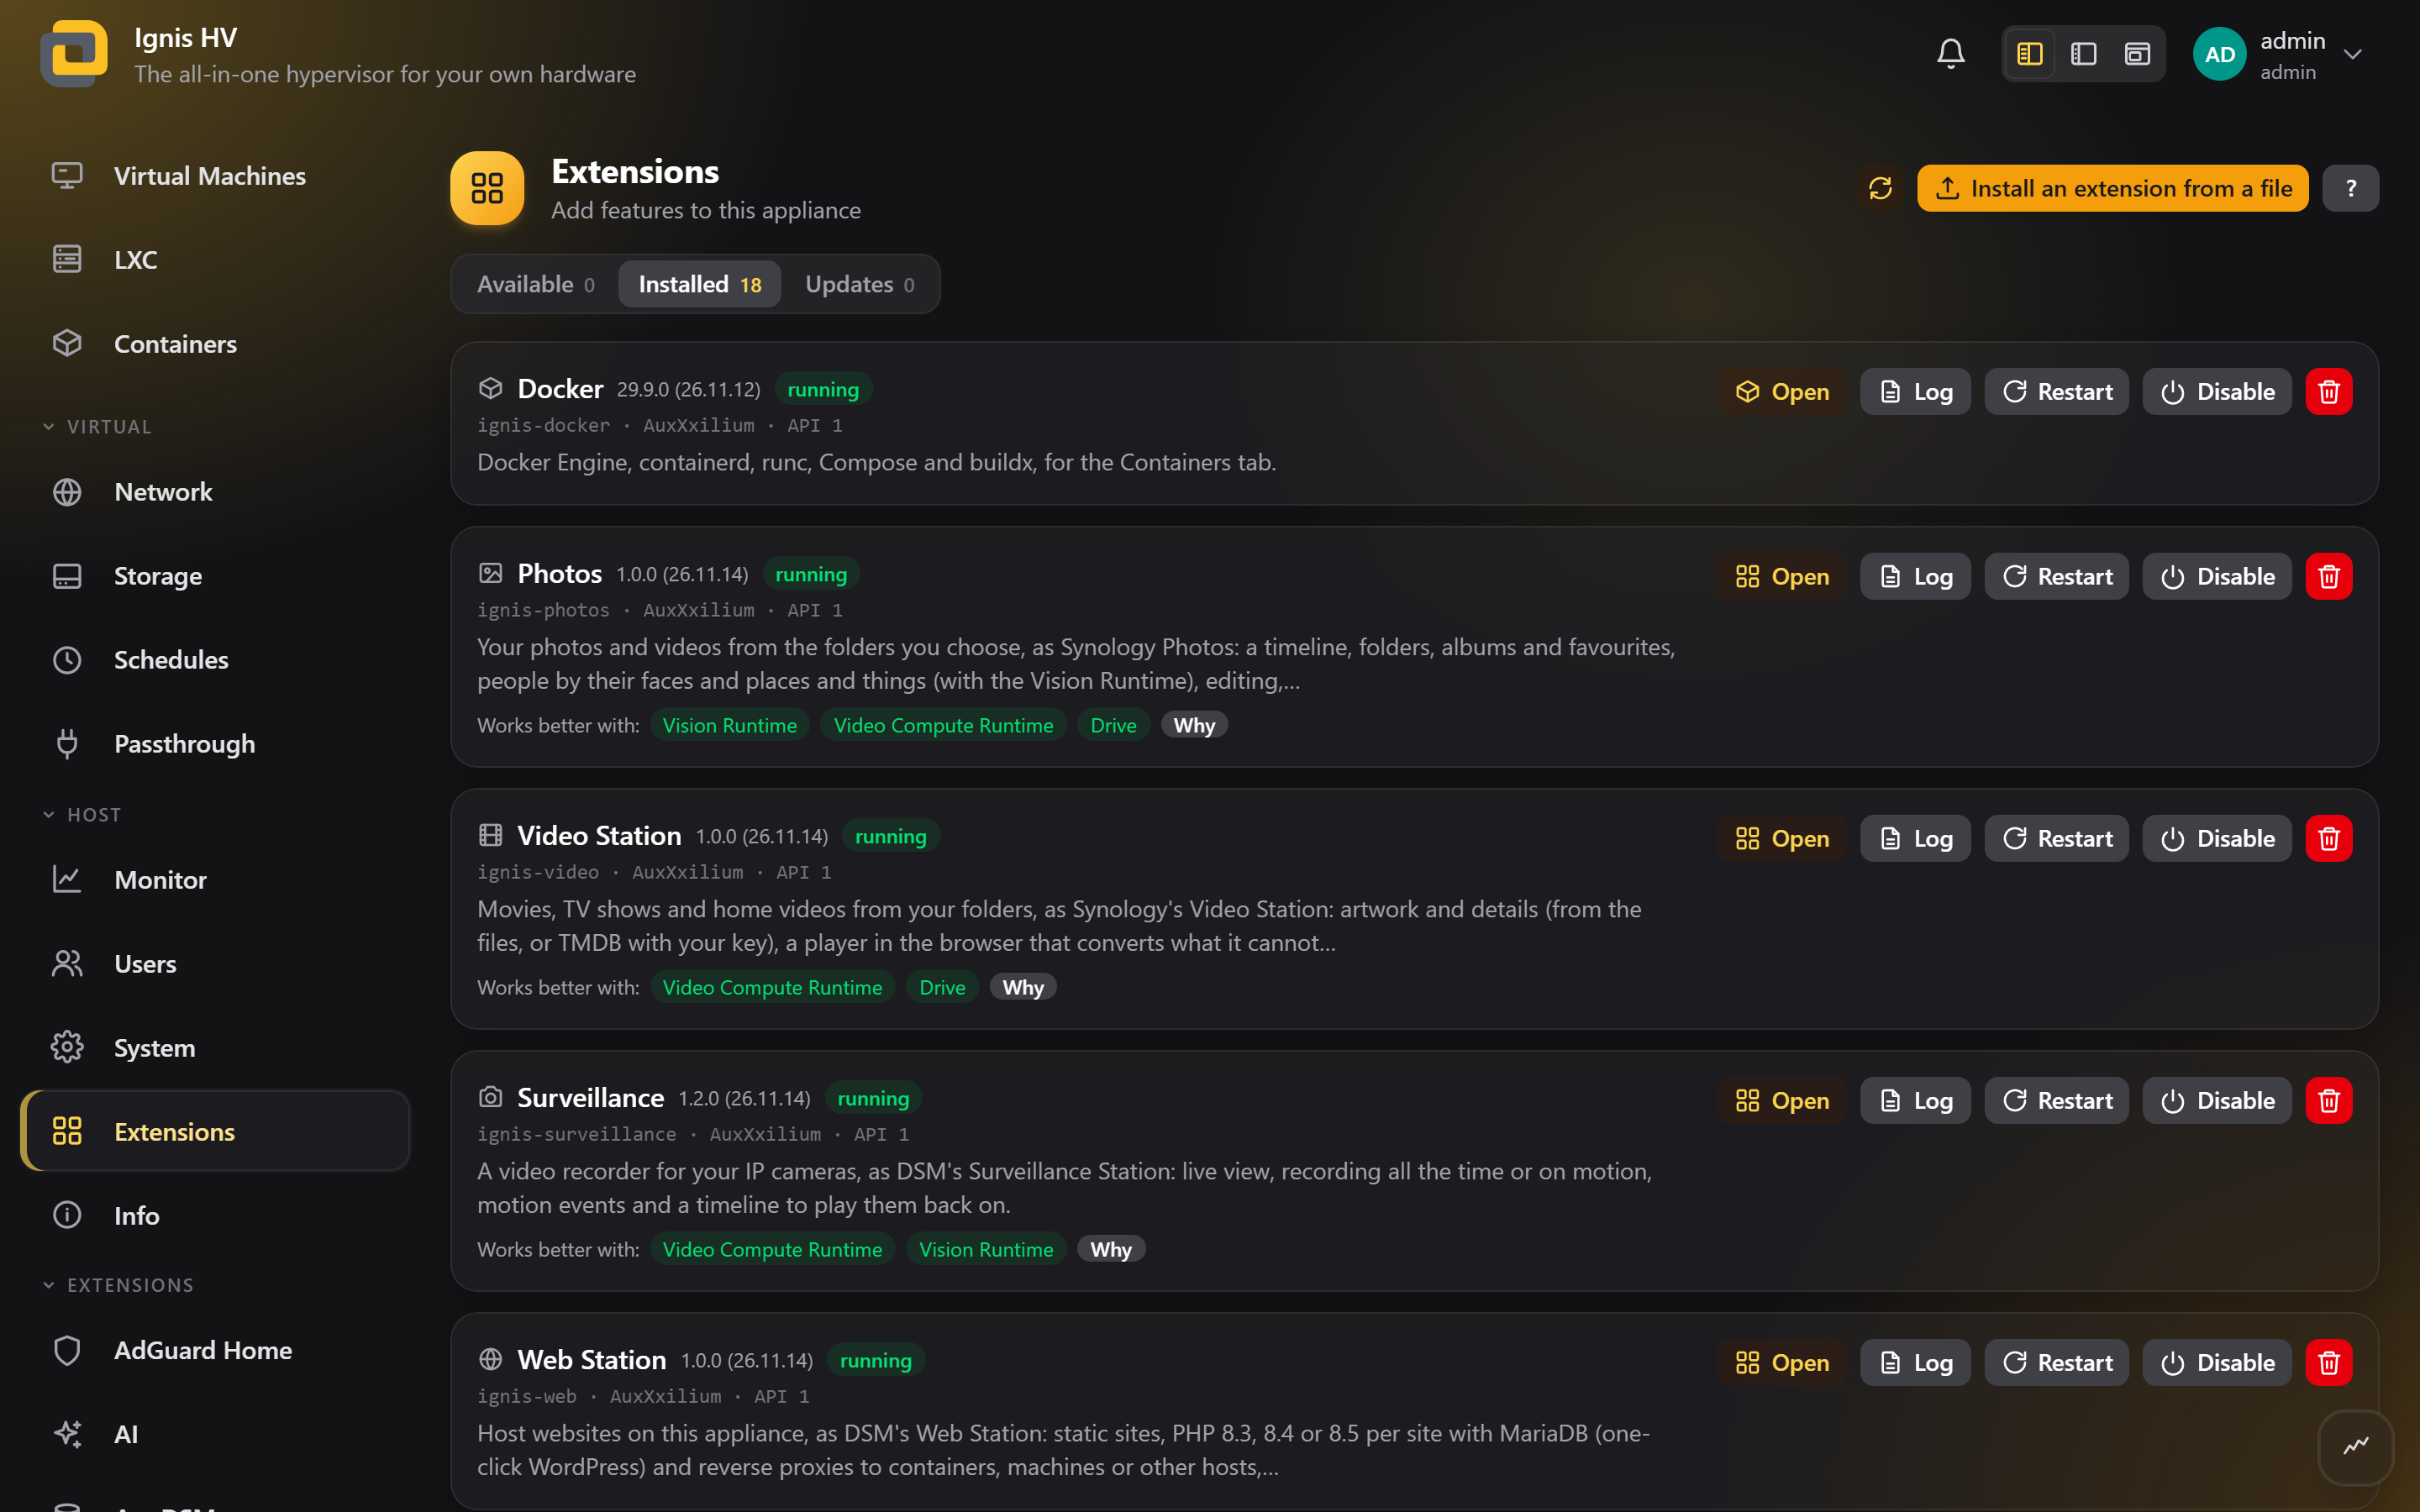 Ignis HV
The all-in-one hypervisor for your own hardware
AD
admin
admin
Virtual Machines
LXC
Containers
VIRTUAL
Network
Storage
Schedules
Passthrough
HOST
Monitor
Users
System
Extensions
Info
EXTENSIONS
AdGuard Home
AI
Extensions
Add features to this appliance
Install an extension from a file
?
Available 0
Installed 18
Updates 0
Docker 29.9.0 (26.11.12) running
Open Log Restart Disable
ignis-docker · AuxXxilium · API 1
Docker Engine, containerd, runc, Compose and buildx, for the Containers tab.
Photos 1.0.0 (26.11.14) running
Open Log Restart Disable
ignis-photos · AuxXxilium · API 1
Your photos and videos from the folders you choose, as Synology Photos: a timeline, folders, albums and favourites,
people by their faces and places and things (with the Vision Runtime), editing,...
Works better with: Vision Runtime Video Compute Runtime Drive Why
Video Station 1.0.0 (26.11.14) running
Open Log Restart Disable
ignis-video · AuxXxilium · API 1
Movies, TV shows and home videos from your folders, as Synology's Video Station: artwork and details (from the
files, or TMDB with your key), a player in the browser that converts what it cannot...
Works better with: Video Compute Runtime Drive Why
Surveillance 1.2.0 (26.11.14) running
Open Log Restart Disable
ignis-surveillance · AuxXxilium · API 1
A video recorder for your IP cameras, as DSM's Surveillance Station: live view, recording all the time or on motion,
motion events and a timeline to play them back on.
Works better with: Video Compute Runtime Vision Runtime Why
Web Station 1.0.0 (26.11.14) running
Open Log Restart Disable
ignis-web · AuxXxilium · API 1
Host websites on this appliance, as DSM's Web Station: static sites, PHP 8.3, 8.4 or 8.5 per site with MariaDB (one-
click WordPress) and reverse proxies to containers, machines or other hosts,...